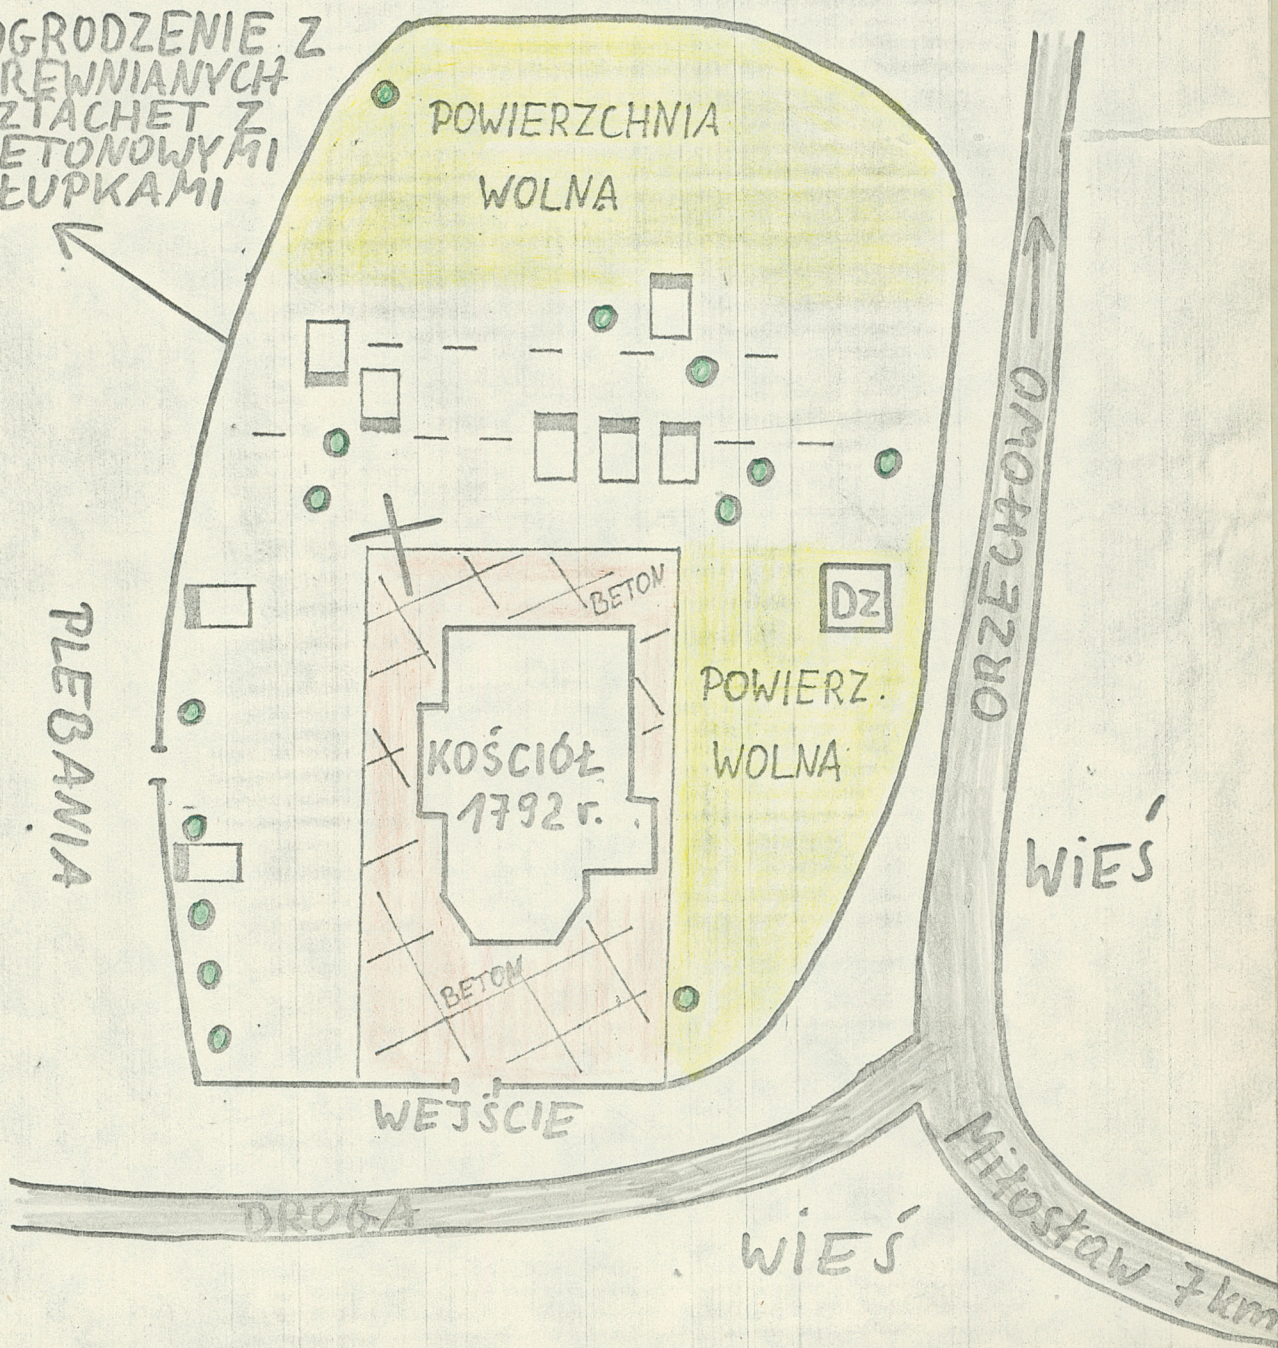 OGRODZENIE Z
REWNIANYCH
ZTACHET Z
ETONOWYMI
ŁUPKAMI
POWIERZCHNIA
WOLNA
ORZECHOWO
BETON
Dz
POWIERZ.
WOLNA
PLEBANIA
KOŚCIÓŁ
1792 r.
WIEŚ
BETON
WEJŚCIE
DROGA
WIEŚ
Miłosław 7 km